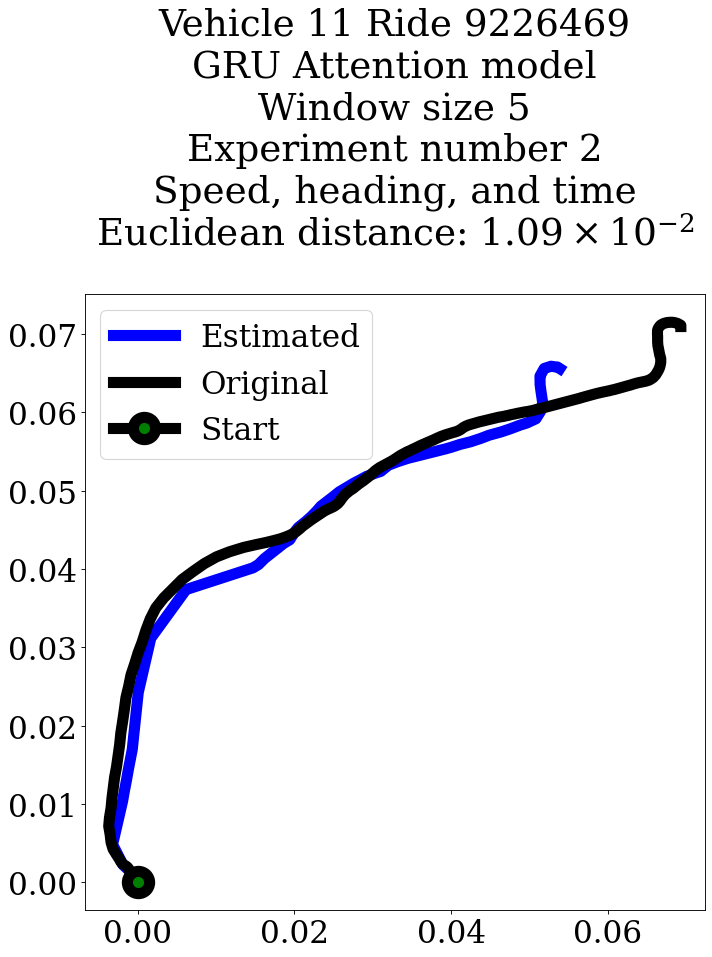 Vehicle 11 Ride 9226469
GRU Attention model
Window size 5
Experiment number 2
Speed, heading, and time
Euclidean distance: 1.09 × 10⁻²
Estimated
Original
Start
0.07
0.06
0.05
0.04
0.03
0.02
0.01
0.00
0.00 0.02 0.04 0.06